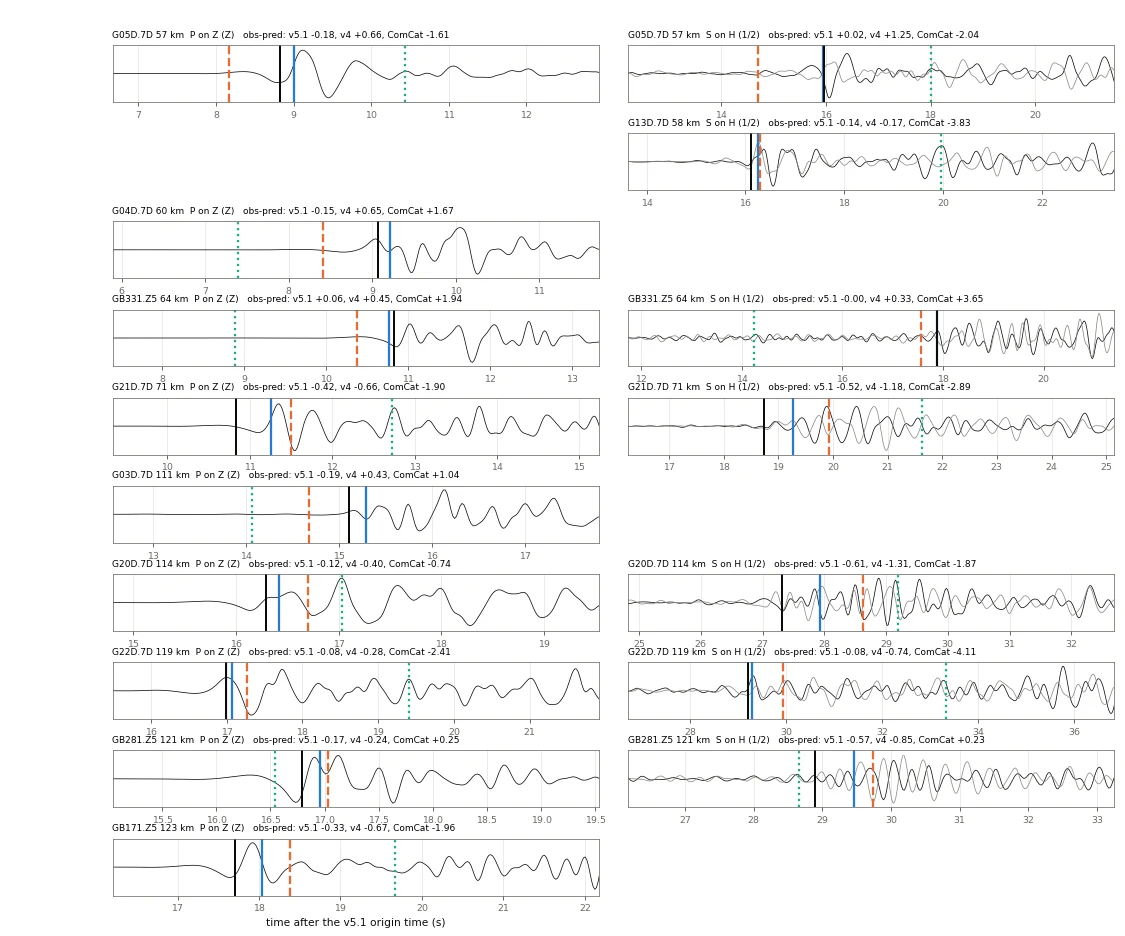 G05D.7D 57 km P on Z (Z) obs-pred: v5.1 -0.18, v4 +0.66, ComCat -1.61
7 8 9 10 11 12
G05D.7D 57 km S on H (1/2) obs-pred: v5.1 +0.02, v4 +1.25, ComCat -2.04
14 16 18 20
G13D.7D 58 km S on H (1/2) obs-pred: v5.1 -0.14, v4 -0.17, ComCat -3.83
14 16 18 20 22
G04D.7D 60 km P on Z (Z) obs-pred: v5.1 -0.15, v4 +0.65, ComCat +1.67
6 7 8 9 10 11
GB331.Z5 64 km P on Z (Z) obs-pred: v5.1 +0.06, v4 +0.45, ComCat +1.94
8 9 10 11 12 13
GB331.Z5 64 km S on H (1/2) obs-pred: v5.1 -0.00, v4 +0.33, ComCat +3.65
12 14 16 18 20
G21D.7D 71 km P on Z (Z) obs-pred: v5.1 -0.42, v4 -0.66, ComCat -1.90
10 11 12 13 14 15
G21D.7D 71 km S on H (1/2) obs-pred: v5.1 -0.52, v4 -1.18, ComCat -2.89
17 18 19 20 21 22 23 24 25
G03D.7D 111 km P on Z (Z) obs-pred: v5.1 -0.19, v4 +0.43, ComCat +1.04
13 14 15 16 17
G20D.7D 114 km P on Z (Z) obs-pred: v5.1 -0.12, v4 -0.40, ComCat -0.74
15 16 17 18 19
G20D.7D 114 km S on H (1/2) obs-pred: v5.1 -0.61, v4 -1.31, ComCat -1.87
25 26 27 28 29 30 31 32
G22D.7D 119 km P on Z (Z) obs-pred: v5.1 -0.08, v4 -0.28, ComCat -2.41
16 17 18 19 20 21
G22D.7D 119 km S on H (1/2) obs-pred: v5.1 -0.08, v4 -0.74, ComCat -4.11
28 30 32 34 36
GB281.Z5 121 km P on Z (Z) obs-pred: v5.1 -0.17, v4 -0.24, ComCat +0.25
15.5 16.0 16.5 17.0 17.5 18.0 18.5 19.0 19.5
GB281.Z5 121 km S on H (1/2) obs-pred: v5.1 -0.57, v4 -0.85, ComCat +0.23
27 28 29 30 31 32 33
GB171.Z5 123 km P on Z (Z) obs-pred: v5.1 -0.33, v4 -0.67, ComCat -1.96
17 18 19 20 21 22
time after the v5.1 origin time (s)